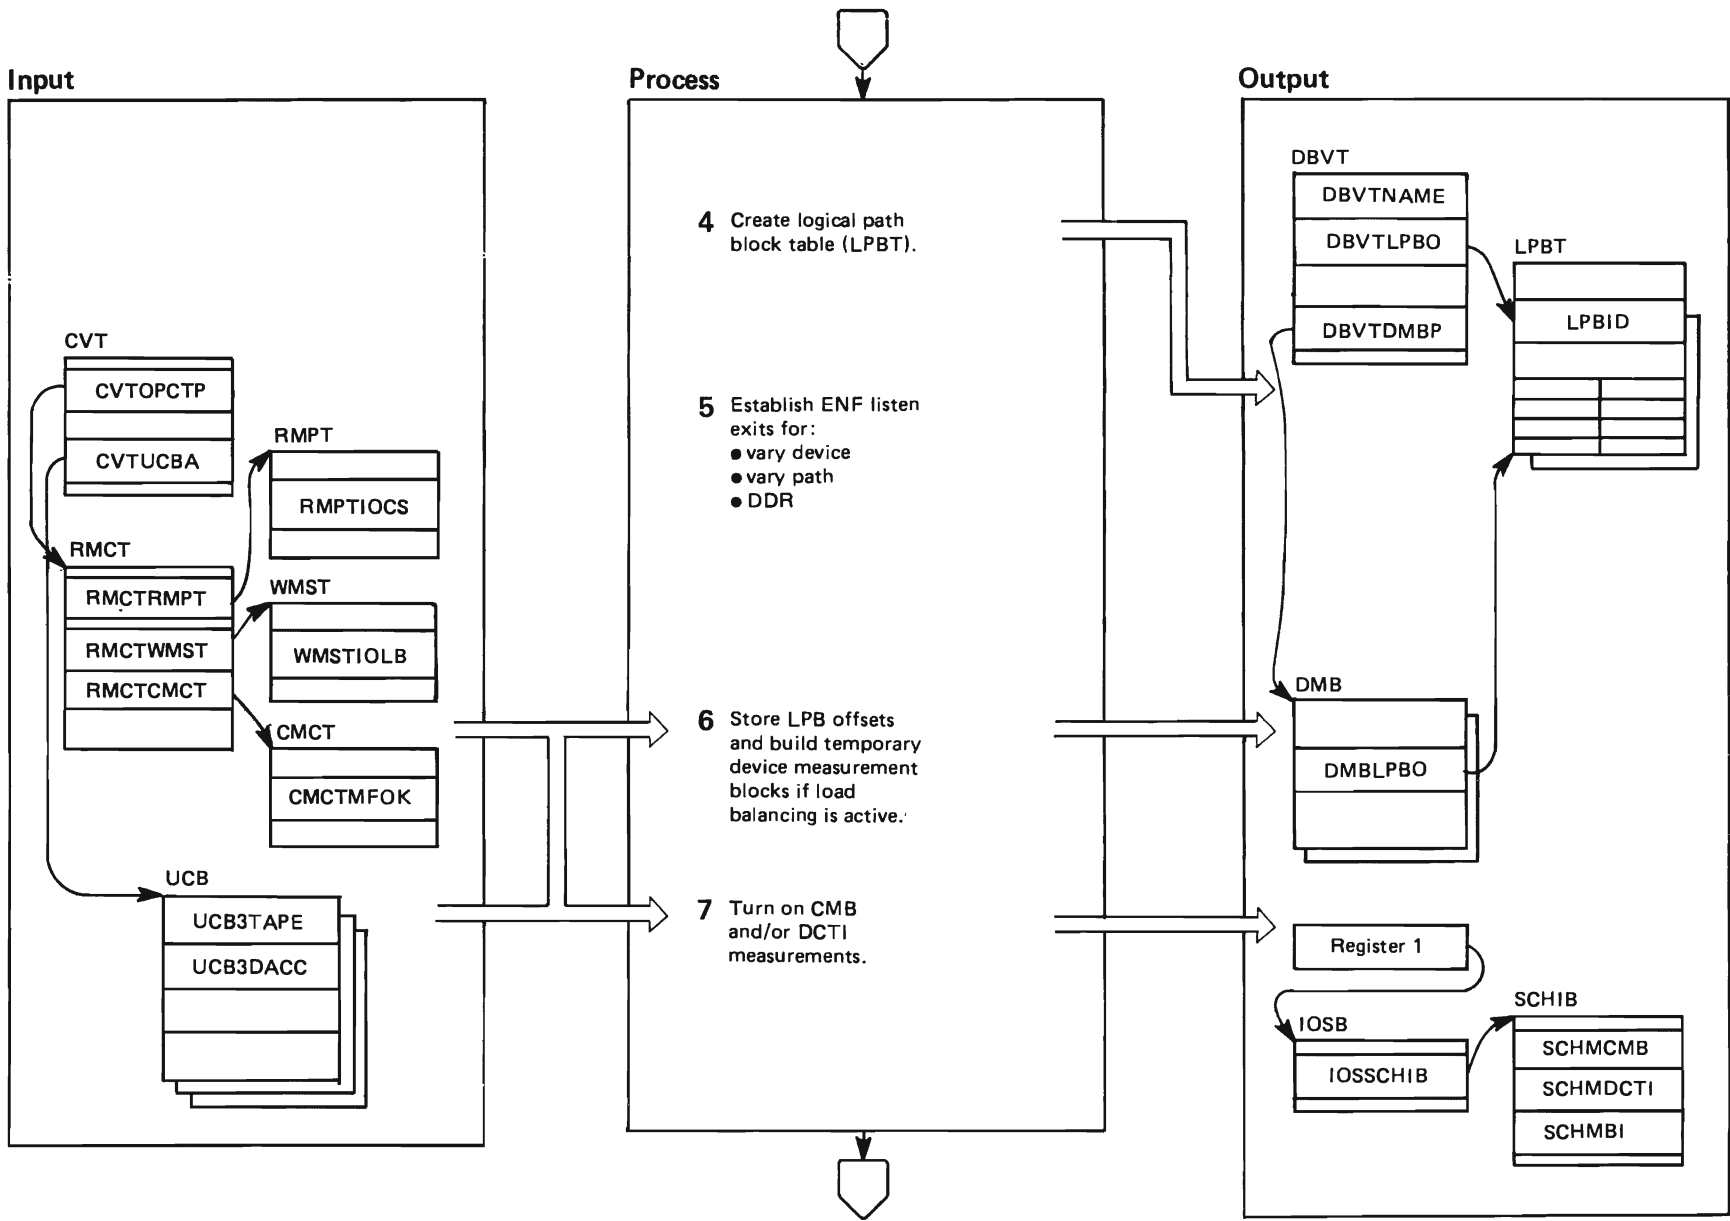 Input
CVT
CVTOPCTP
CVTUCBA
RMPT
RMPTIOCS
RMCT
RMCTRMPT
RMCTWMST
RMCTCMCT
WMST
WMSTIOLB
CMCT
CMCTMFOK
UCB
UCB3TAPE
UCB3DACC
Process
4 Create logical path
block table (LPBT).
5 Establish ENF listen
exits for:
• vary device
• vary path
• DDR
6 Store LPB offsets
and build temporary
device measurement
blocks if load
balancing is active.
7 Turn on CMB
and/or DCTI
measurements.
Output
DBVT
DBVTNAME
DBVTLPBO
DBVTDMBP
LPBT
LPBID
DMB
DMBLPBO
Register 1
IOSB
IOSSCHIB
SCHIB
SCHMCMB
SCHMDCTI
SCHMBI